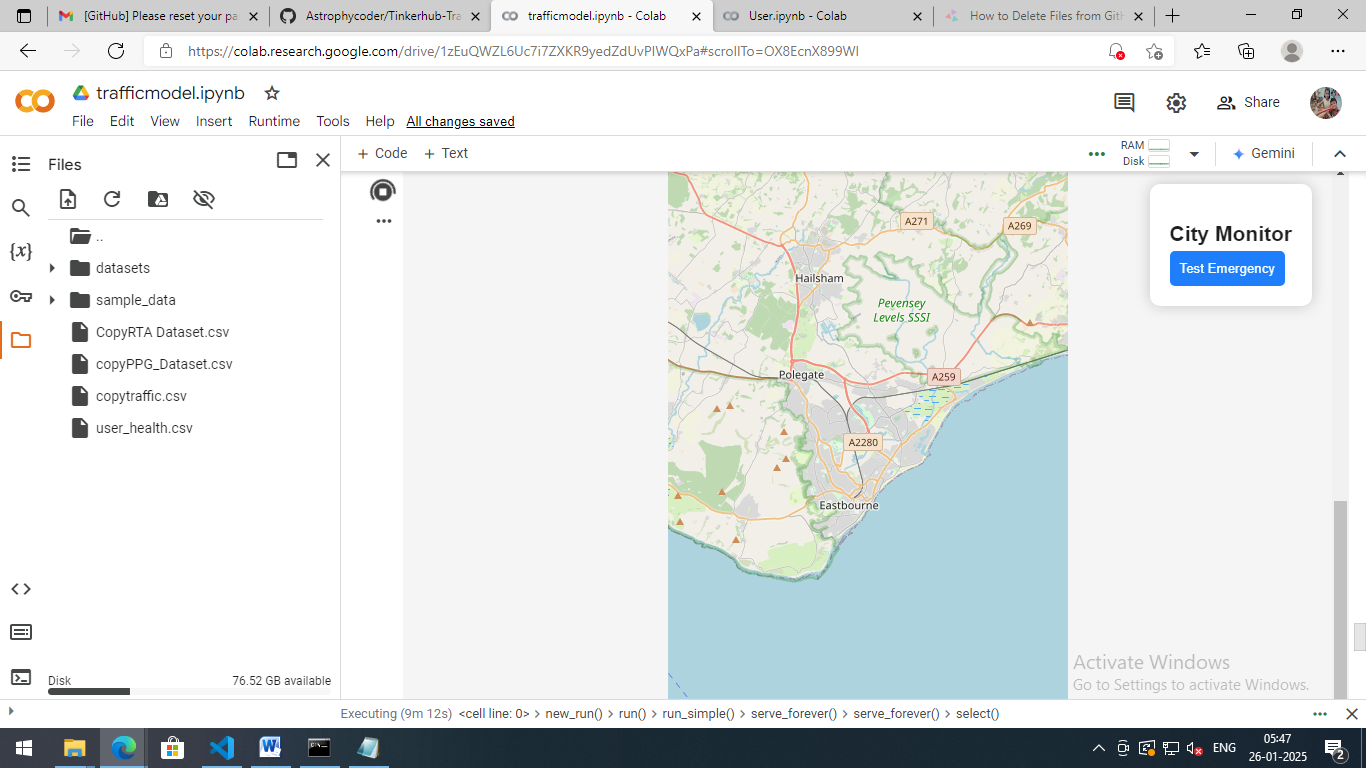 [GitHub] Please reset your pa
Astrophycoder/Tinkerhub-Tra
trafficmodel.ipynb - Colab
User.ipynb - Colab
How to Delete Files from Gith
https://colab.research.google.com/drive/1zEuQWZL6Uc7i7ZXKR9yedZdUvPIWQxPa#scrollTo=OX8EcnX899WI
trafficmodel.ipynb
Share
File Edit View Insert Runtime Tools Help All changes saved
Files
+ Code + Text
RAM
Disk
Gemini
{x}
..
datasets
sample_data
CopyRTA Dataset.csv
copyPPG_Dataset.csv
copytraffic.csv
user_health.csv
A271
A269
Hailsham
Pevensey
Levels SSSI
Polegate
A259
A2280
Eastbourne
City Monitor
Test Emergency
Activate Windows
Go to Settings to activate Windows.
Disk 76.52 GB available
Executing (9m 12s) <cell line: 0> > new_run() > run() > run_simple() > serve_forever() > serve_forever() > select()
ENG
05:47
26-01-2025
2